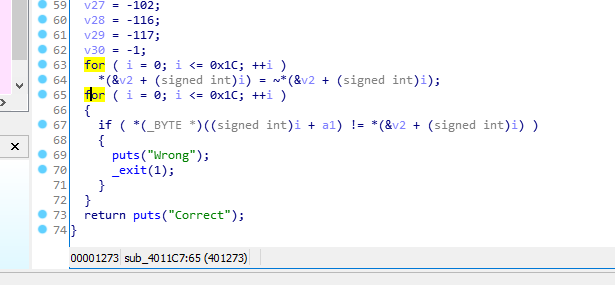 59 v27 = -102;
60 v28 = -116;
61 v29 = -117;
62 v30 = -1;
63 for ( i = 0; i <= 0x1C; ++i )
64 *(&v2 + (signed int)i) = ~*(&v2 + (signed int)i);
65 for ( i = 0; i <= 0x1C; ++i )
66 {
67 if ( *(_BYTE *)((signed int)i + a1) != *(&v2 + (signed int)i) )
68 {
69 puts("Wrong");
70 _exit(1);
71 }
72 }
73 return puts("Correct");
74 }
00001273 sub_4011C7:65 (401273)